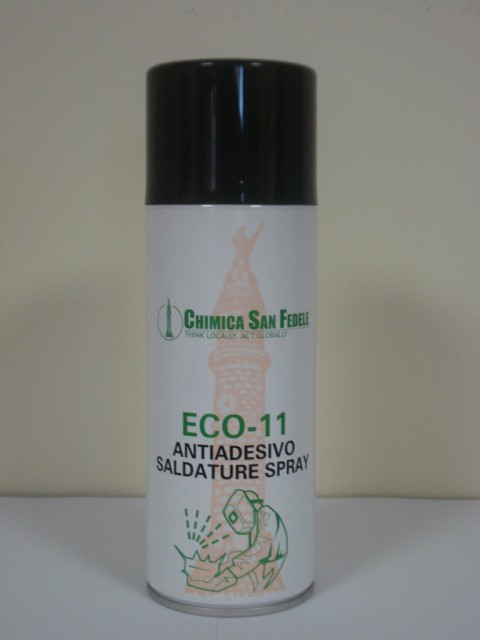 CHIMICA SAN FEDELE
THINK LOCALLY, ACT GLOBALLY
ECO-11
ANTIADESIVO
SALDATURE SPRAY